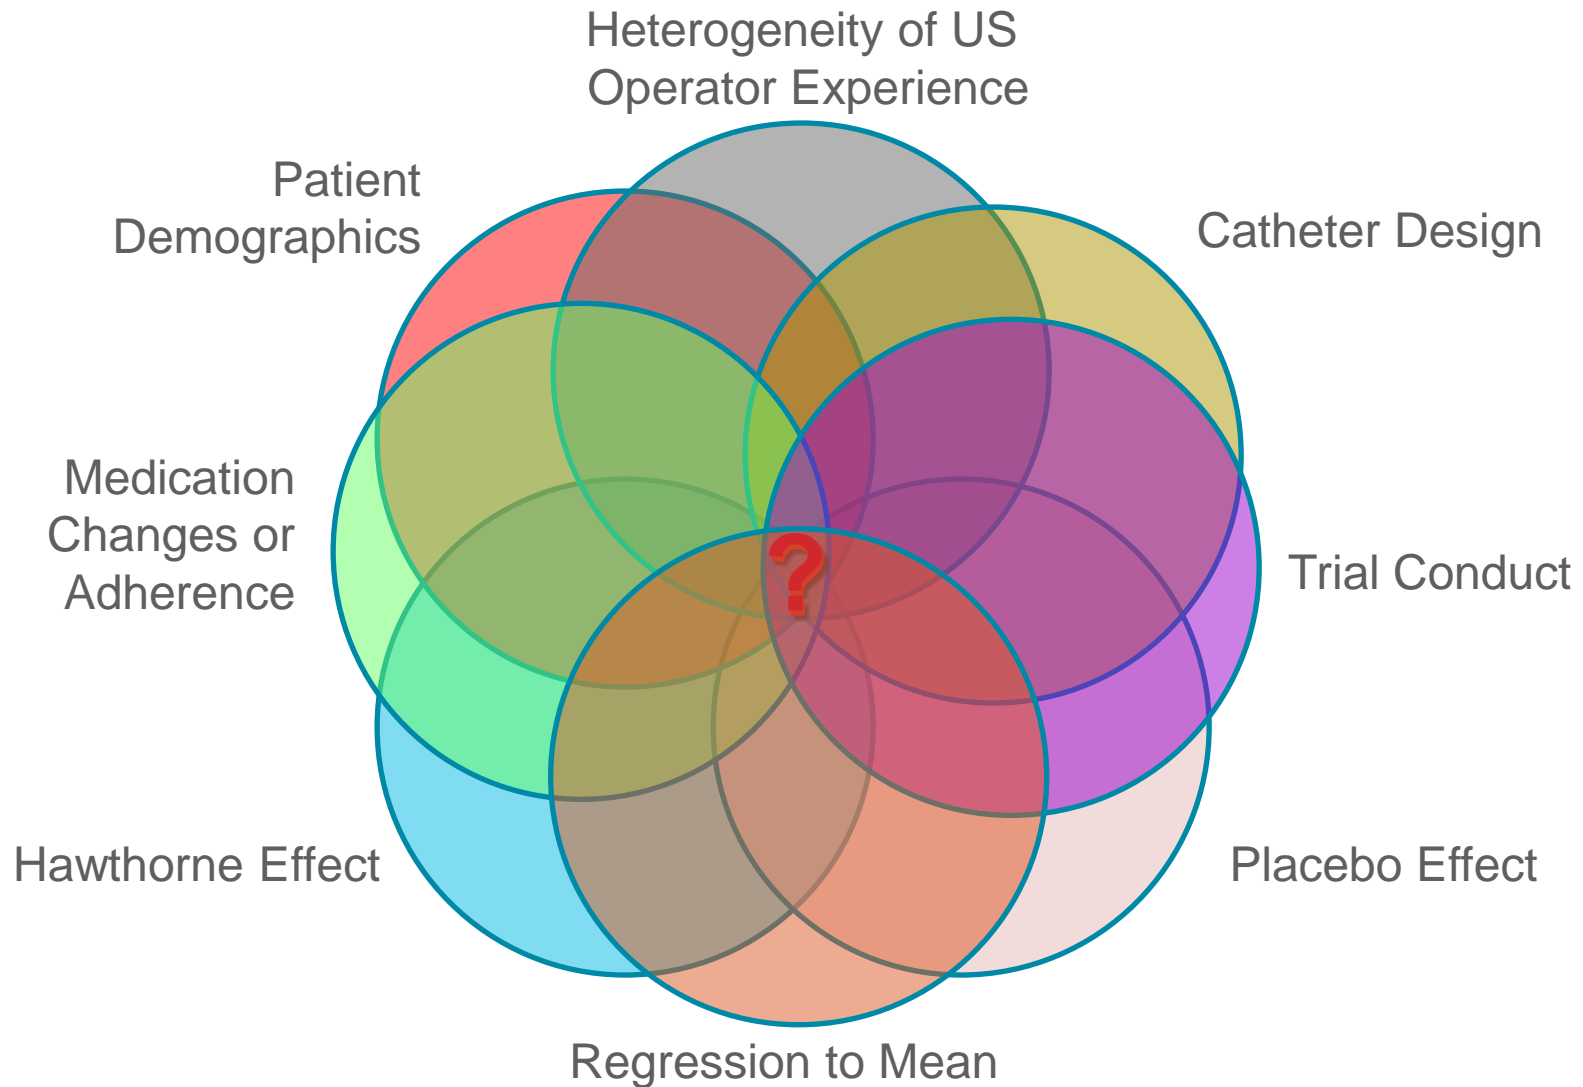 Heterogeneity of US
Operator Experience
Patient
Demographics
Catheter Design
Medication
Changes or
Adherence
?
Trial Conduct
Hawthorne Effect
Placebo Effect
Regression to Mean